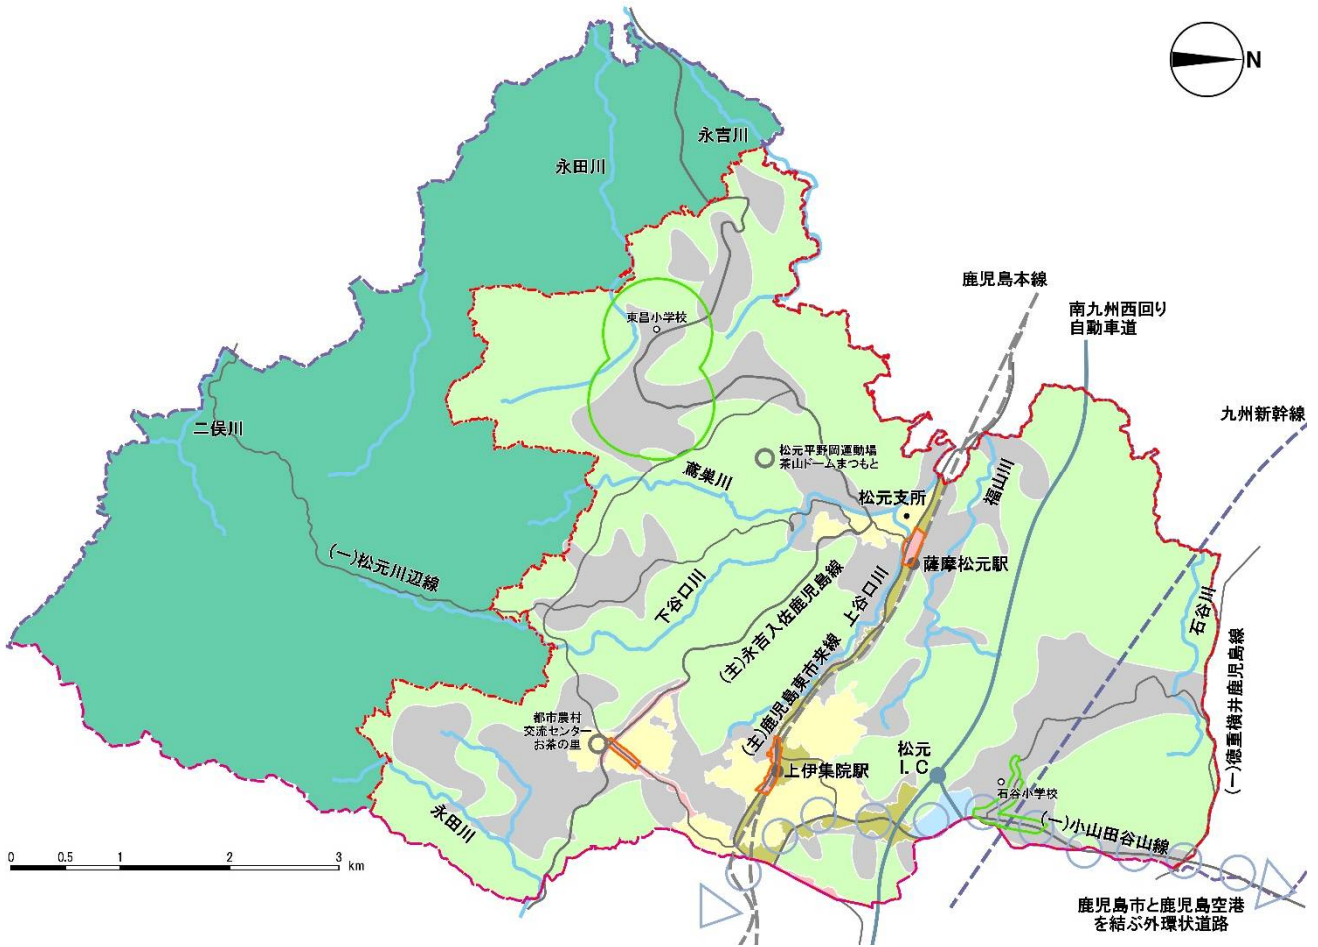 N
永吉川
永田川
鹿児島本線
南九州西回り
自動車道
東昌小学校
九州新幹線
二俣川
松元平野岡運動場
茶山ドームまつもと
鳶巣川
松元支所
福山川
(一)松元川辺線
薩摩松元駅
下谷口川
(主)永吉入佐鹿児島線
上谷口川
石谷川
(主)鹿児島東市来線
(一)徳重横井鹿児島線
都市農村
交流センター
お茶の里
松元
I.C
上伊集院駅
石谷小学校
永田川
(一)小山田谷山線
0 0.5 1 2 3
km
鹿児島市と鹿児島空港
を結ぶ外環状道路